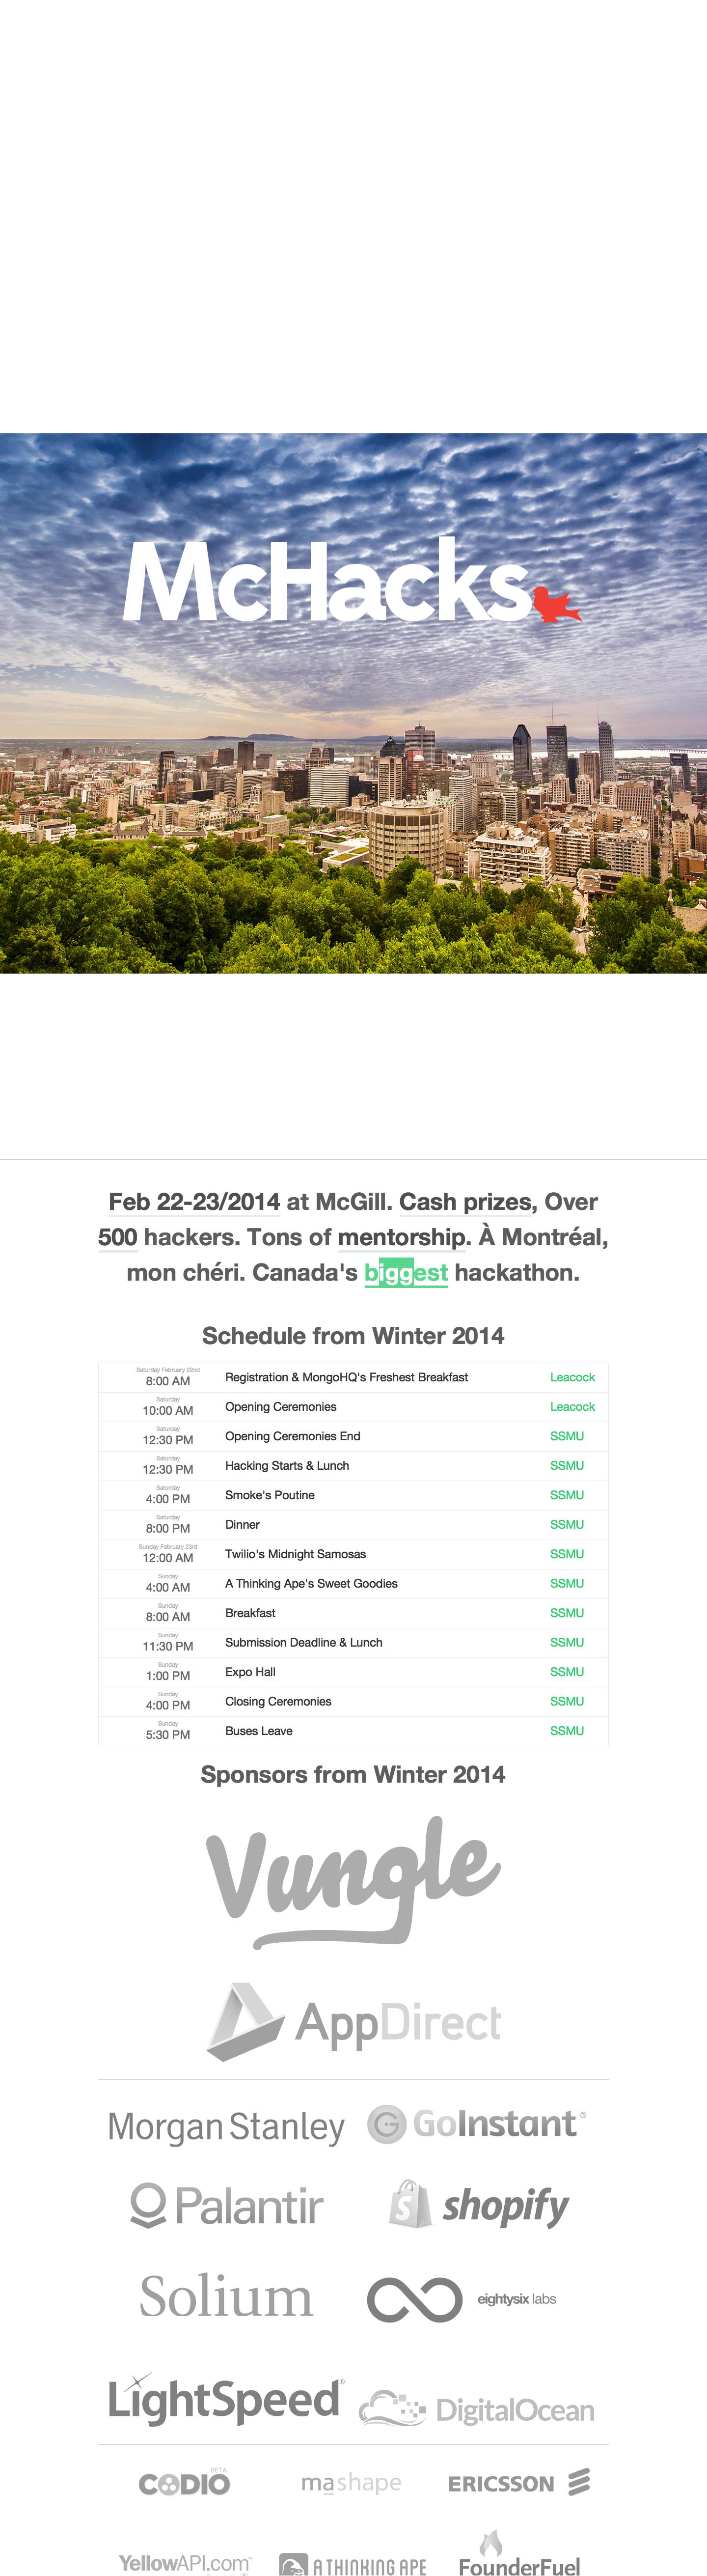 McHacks
Feb 22-23/2014 at McGill. Cash prizes, Over
500 hackers. Tons of mentorship. À Montréal,
mon chéri. Canada's biggest hackathon.
Schedule from Winter 2014
Saturday February 22nd
8:00 AM Registration & MongoHQ's Freshest Breakfast Leacock
Saturday
10:00 AM Opening Ceremonies Leacock
Saturday
12:30 PM Opening Ceremonies End SSMU
Saturday
12:30 PM Hacking Starts & Lunch SSMU
Saturday
4:00 PM Smoke's Poutine SSMU
Saturday
8:00 PM Dinner SSMU
Sunday February 23rd
12:00 AM Twilio's Midnight Samosas SSMU
Sunday
4:00 AM A Thinking Ape's Sweet Goodies SSMU
Sunday
8:00 AM Breakfast SSMU
Sunday
11:30 PM Submission Deadline & Lunch SSMU
Sunday
1:00 PM Expo Hall SSMU
Sunday
4:00 PM Closing Ceremonies SSMU
Sunday
5:30 PM Buses Leave SSMU
Sponsors from Winter 2014
Vungle
AppDirect
Morgan Stanley GoInstant®
Palantir shopify
Solium eightysix labs
LightSpeed® DigitalOcean
BETA
CODIO mashape ERICSSON
YellowAPI.com™ A THINKING APE FounderFuel